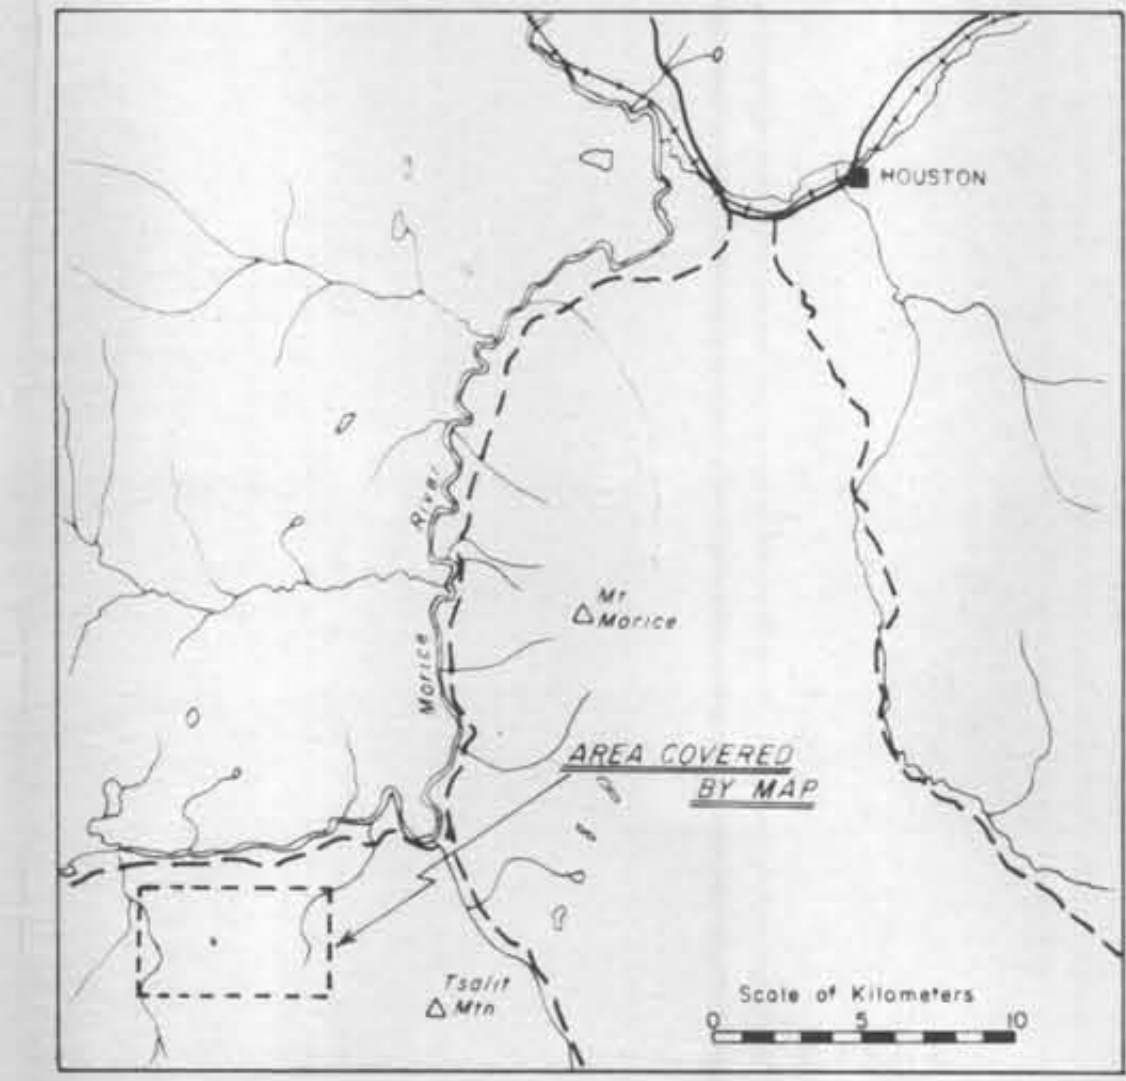 HOUSTON
River
Morice
Mt
Morice
AREA COVERED
BY MAP
Tsalit
Mtn
Scale of Kilometers
0 5 10